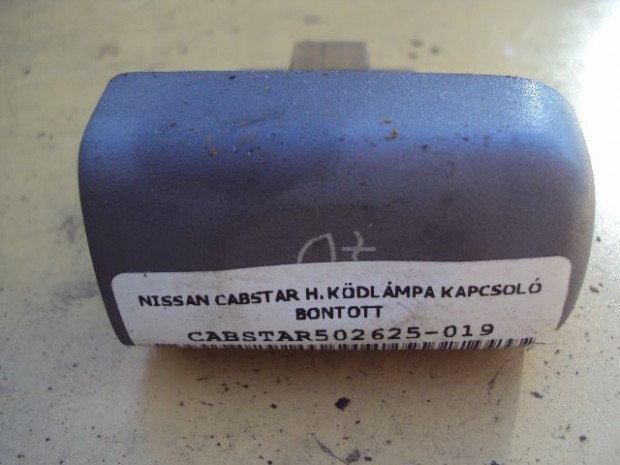 NISSAN CABSTAR H.KÖDLÁMPA KAPCSOLÓ
BONTOTT
CABSTAR502625-019